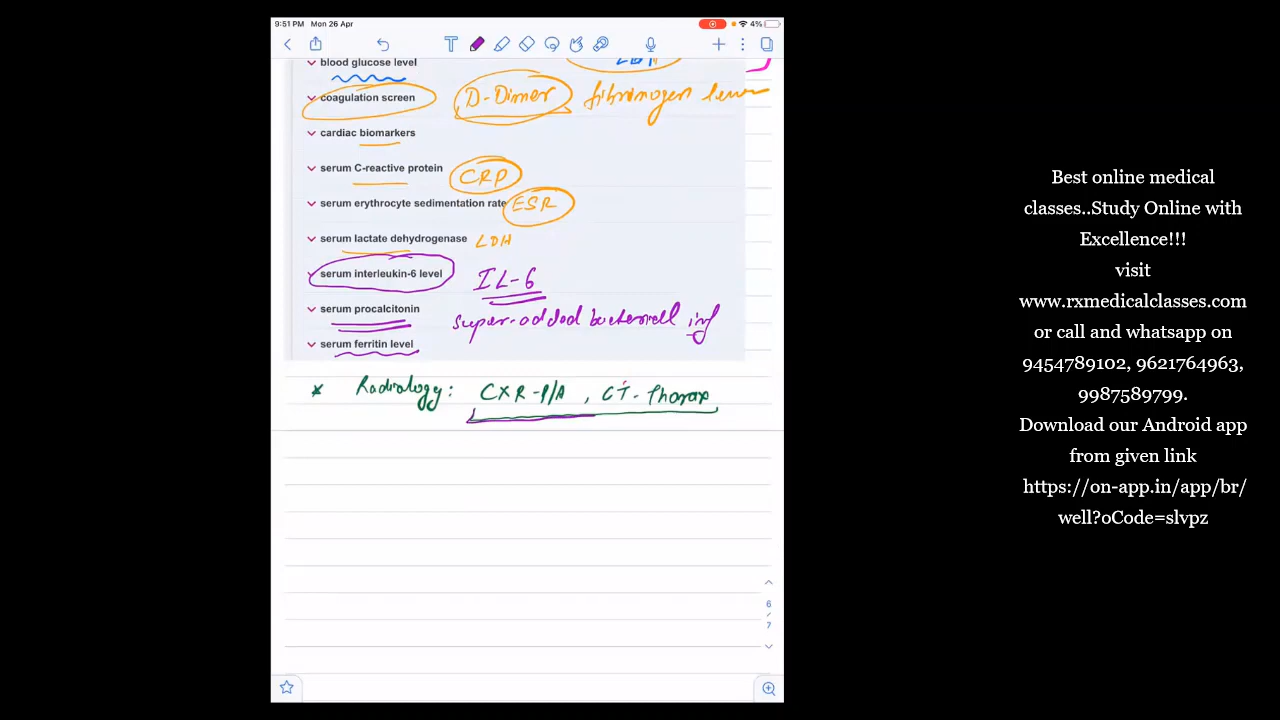 9:51 PM Mon 26 Apr 4%
blood glucose level LDH
coagulation screen D-Dimer fibrinogen
cardiac biomarkers
serum C-reactive protein CRP
serum erythrocyte sedimentation rate ESR
serum lactate dehydrogenase LDH
serum interleukin-6 level IL-6
serum procalcitonin super-added inf
serum ferritin level
* Radiology: CXR-P/A, CT-Thorax
6
7
Best online medical
classes..Study Online with
Excellence!!!
visit
www.rxmedicalclasses.com
or call and whatsapp on
9454789102, 9621764963,
9987589799.
Download our Android app
from given link
https://on-app.in/app/br/
well?oCode=slvpz